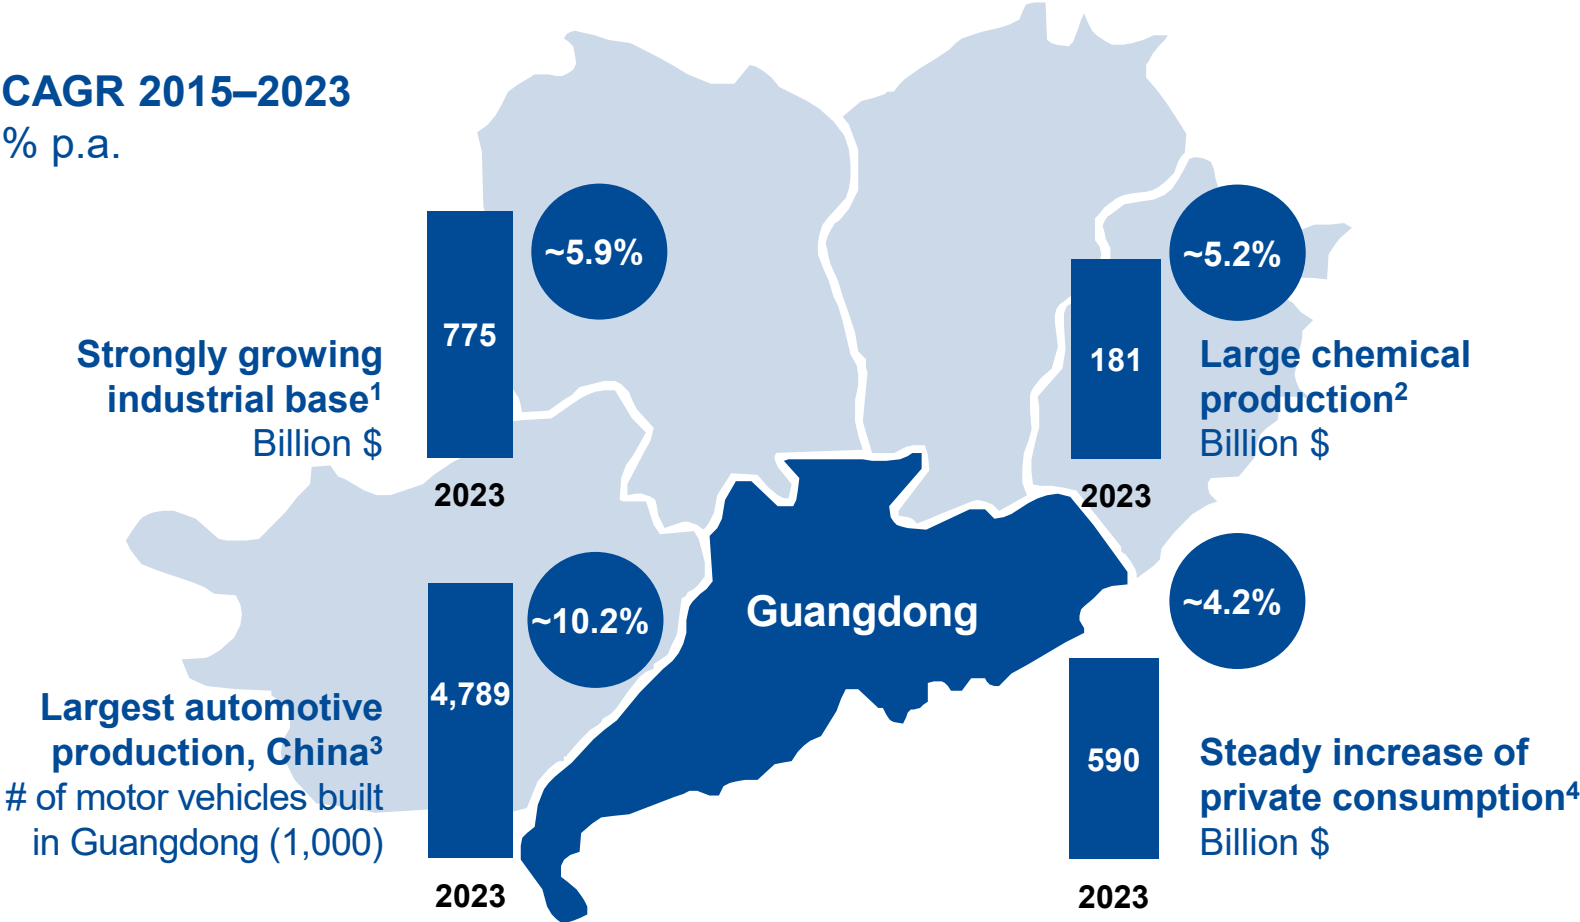 CAGR 2015–2023
% p.a.
~5.9%
775
Strongly growing
industrial base¹
Billion $
2023
~5.2%
181
Large chemical
production²
Billion $
2023
Guangdong
~10.2%
4,789
Largest automotive
production, China³
# of motor vehicles built
in Guangdong (1,000)
2023
~4.2%
590
Steady increase of
private consumption⁴
Billion $
2023